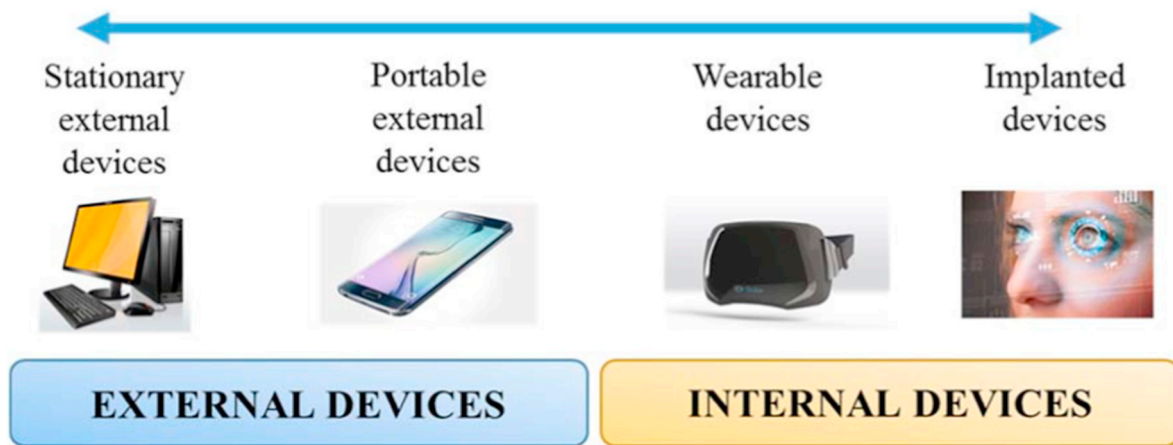 Stationary
external
devices
Portable
external
devices
Wearable
devices
Implanted
devices
EXTERNAL DEVICES
INTERNAL DEVICES